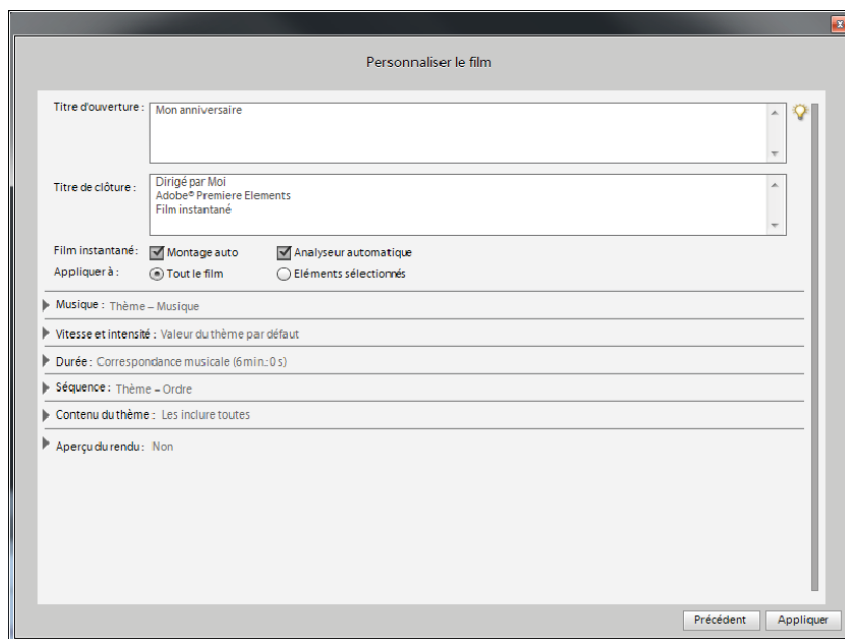 Personnaliser le film
Titre d'ouverture : Mon anniversaire
Titre de clôture : Dirigé par Moi
Adobe® Premiere Elements
Film instantané
Film instantané : Montage auto Analyseur automatique
Appliquer à : Tout le film Eléments sélectionnés
Musique : Thème – Musique
Vitesse et intensité : Valeur du thème par défaut
Durée : Correspondance musicale (6min.:0s)
Séquence : Thème – Ordre
Contenu du thème : Les inclure toutes
Aperçu du rendu : Non
Précédent Appliquer